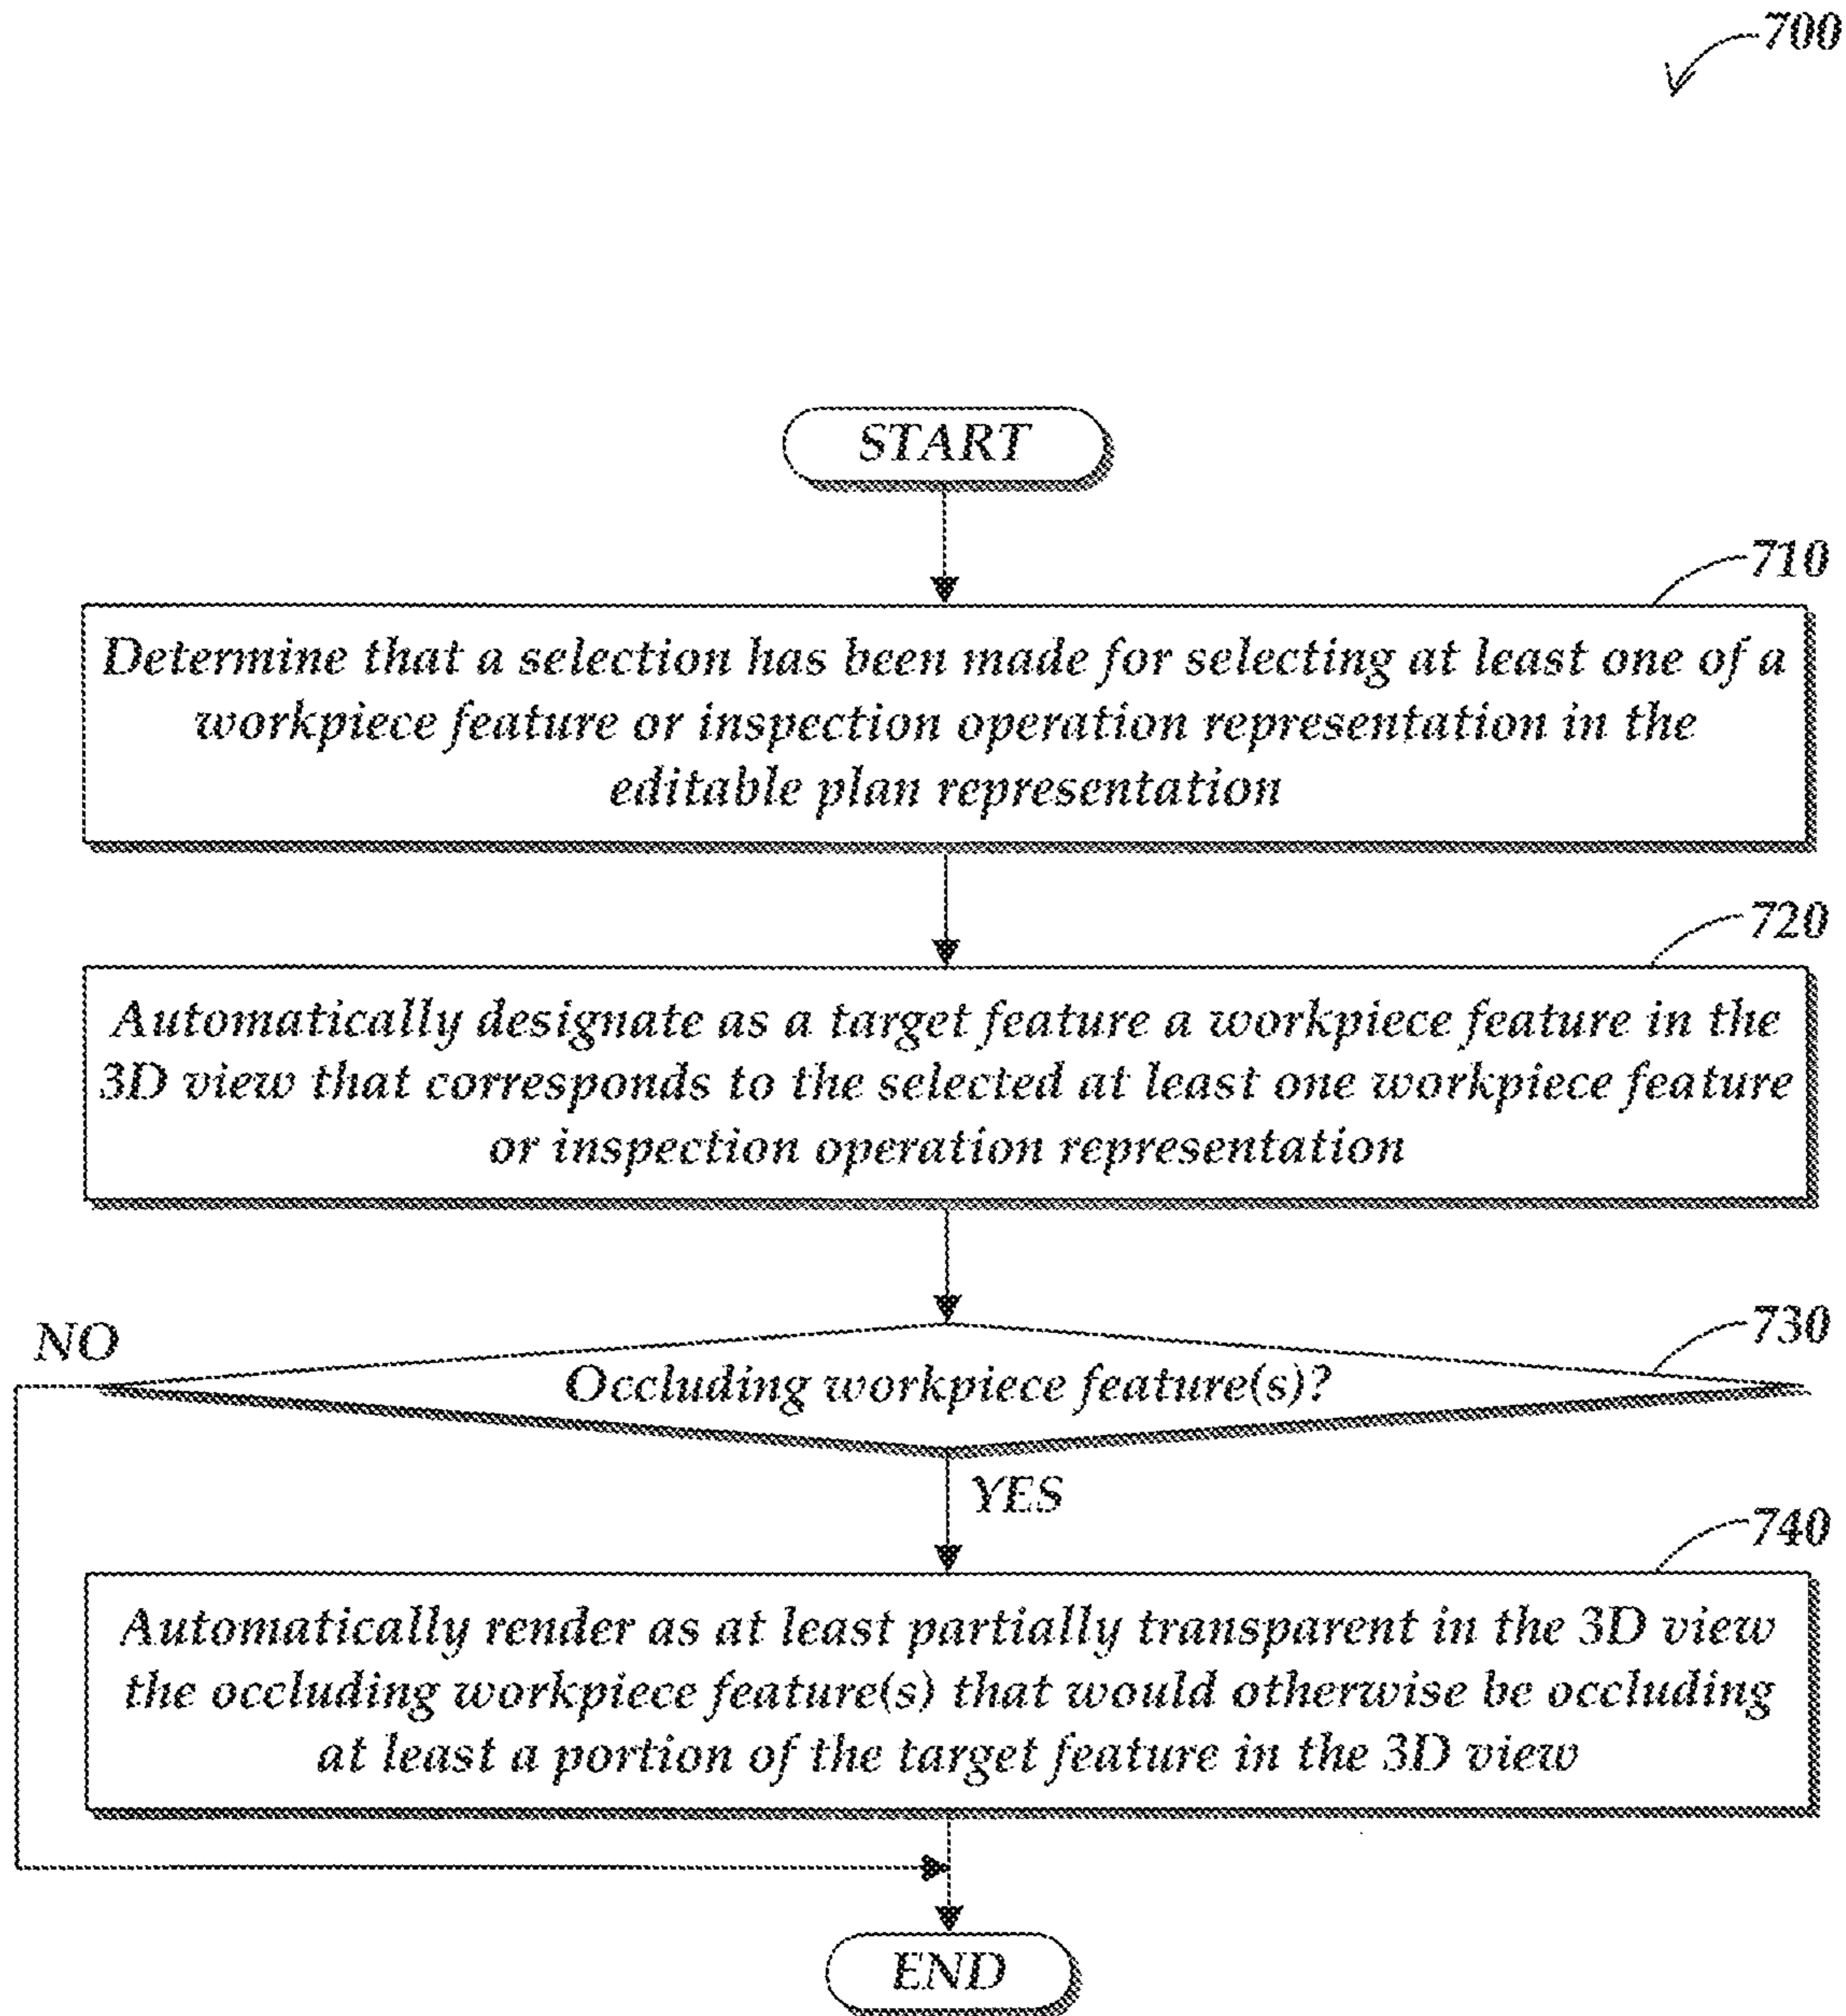 700
START
710
Determine that a selection has been made for selecting at least one of a
workpiece feature or inspection operation representation in the
editable plan representation
720
Automatically designate as a target feature a workpiece feature in the
3D view that corresponds to the selected at least one workpiece feature
or inspection operation representation
730
NO
Occluding workpiece feature(s)?
YES
740
Automatically render as at least partially transparent in the 3D view
the occluding workpiece feature(s) that would otherwise be occluding
at least a portion of the target feature in the 3D view
END